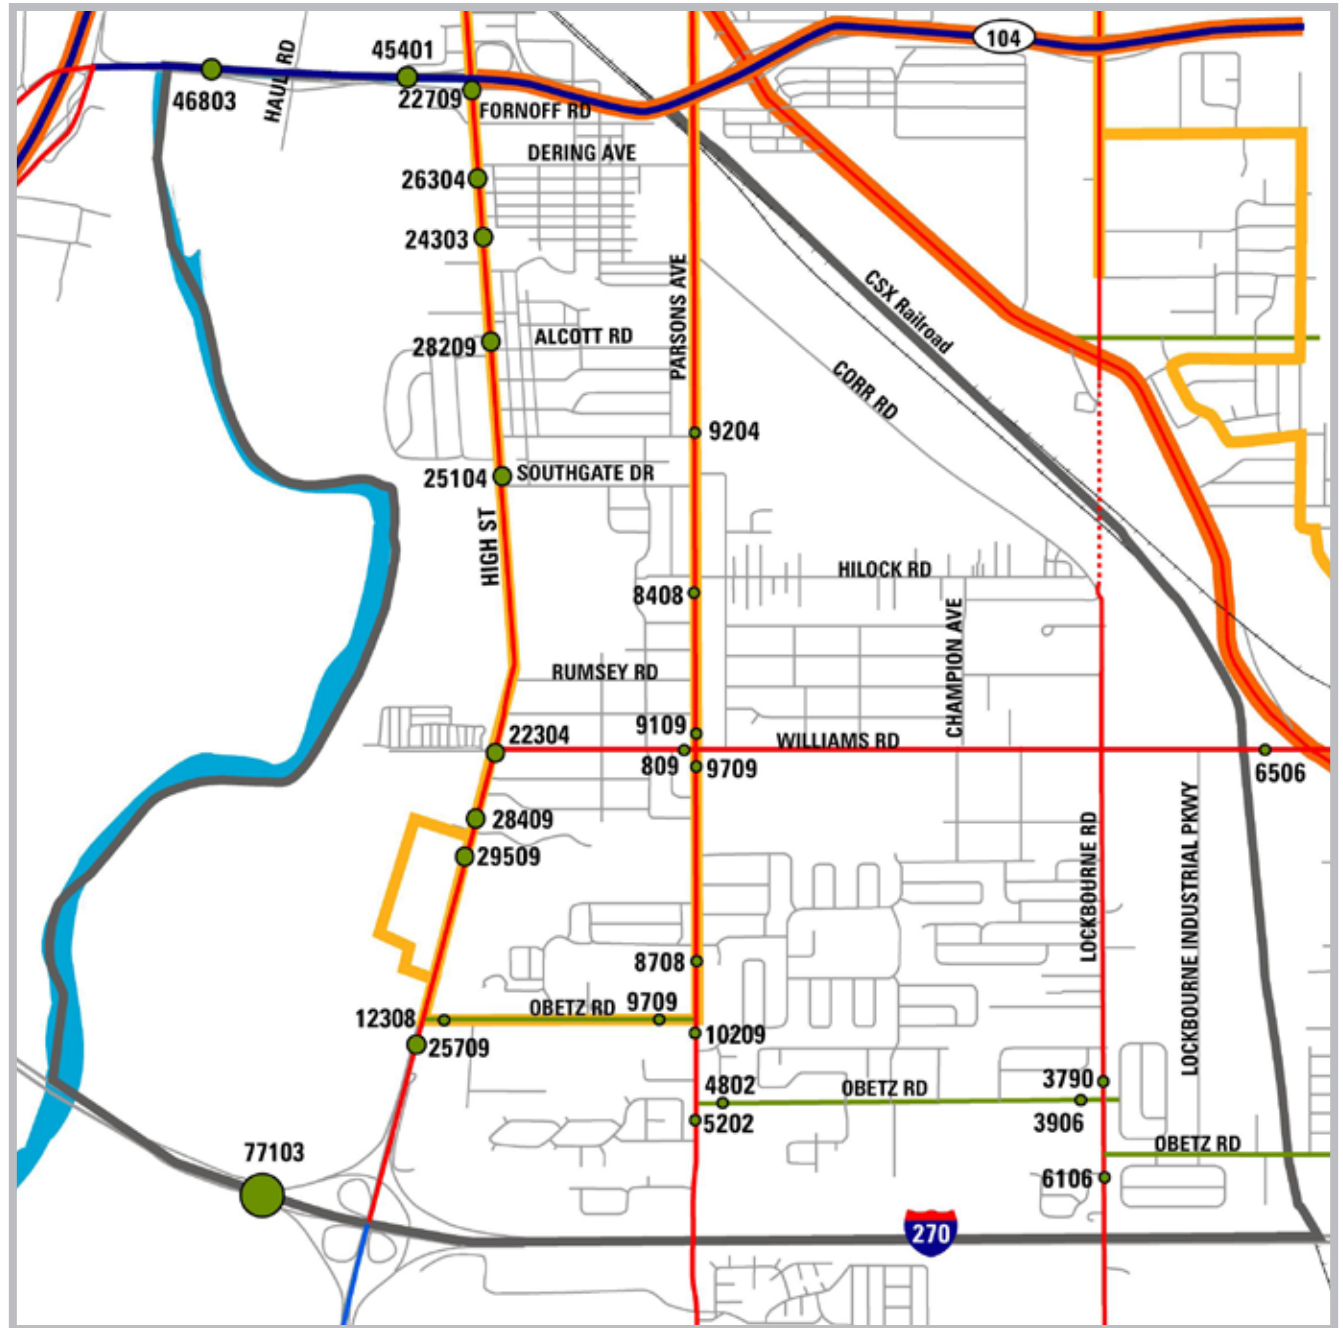 104
45401
HAUL RD
46803
22709
FORNOFF RD
DERING AVE
26304
24303
PARSONS AVE
CSX Railroad
ALCOTT RD
28209
CORR RD
9204
25104
SOUTHGATE DR
HIGH ST
HILOCK RD
8408
CHAMPION AVE
RUMSEY RD
9109
22304
WILLIAMS RD
809
9709
6506
28409
29509
LOCKBOURNE RD
LOCKBOURNE INDUSTRIAL PKWY
8708
9709
OBETZ RD
12308
10209
25709
3790
4802
OBETZ RD
5202
3906
OBETZ RD
77103
6106
270